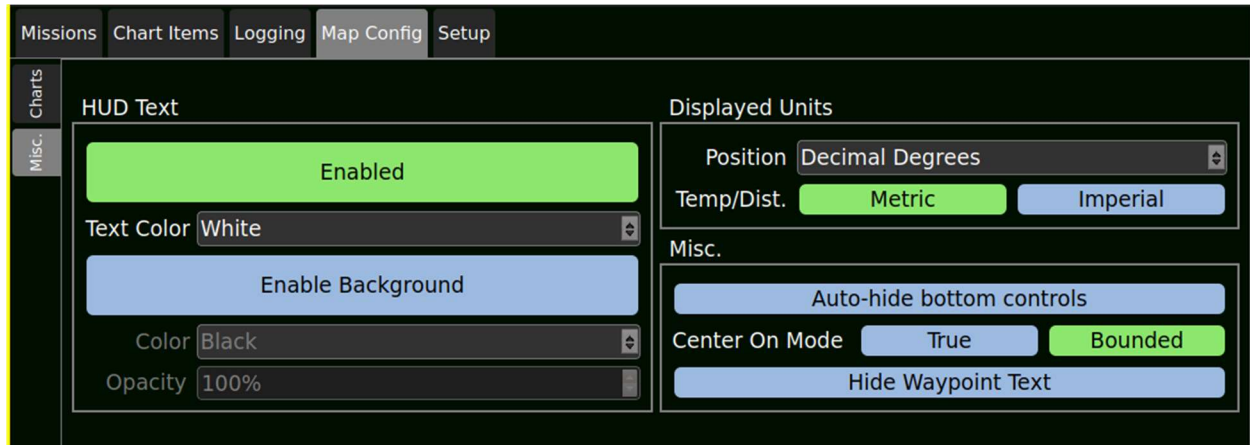 Missions Chart Items Logging Map Config Setup
Charts
Misc.
HUD Text
Enabled
Text Color White
Enable Background
Color Black
Opacity 100%
Displayed Units
Position Decimal Degrees
Temp/Dist. Metric Imperial
Misc.
Auto-hide bottom controls
Center On Mode True Bounded
Hide Waypoint Text